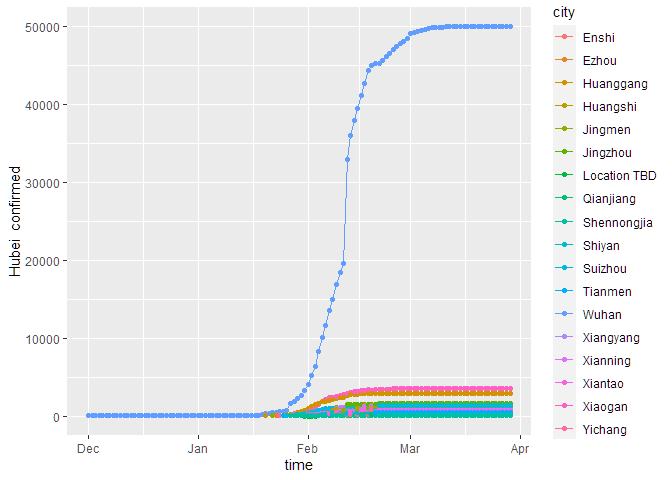 city
50000
40000
30000
20000
10000
0
Hubei confirmed
Dec
Jan
Feb
Mar
Apr
time
Enshi
Ezhou
Huanggang
Huangshi
Jingmen
Jingzhou
Location TBD
Qianjiang
Shennongjia
Shiyan
Suizhou
Tianmen
Wuhan
Xiangyang
Xianning
Xiantao
Xiaogan
Yichang